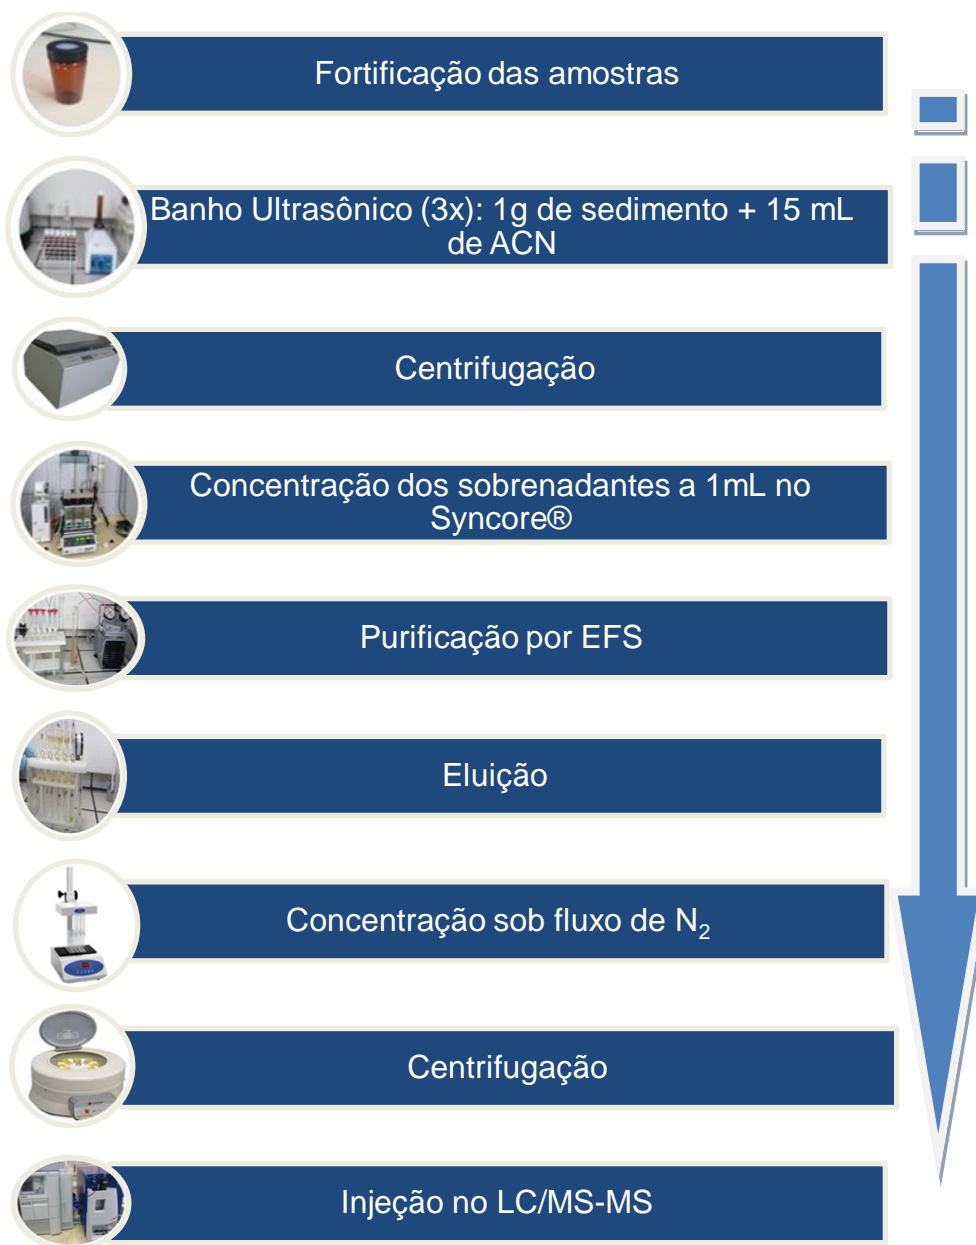 Fortificação das amostras
Banho Ultrasônico (3x): 1g de sedimento + 15 mL
de ACN
Centrifugação
Concentração dos sobrenadantes a 1mL no
Syncore®
Purificação por EFS
Eluição
Concentração sob fluxo de N₂
Centrifugação
Injeção no LC/MS-MS